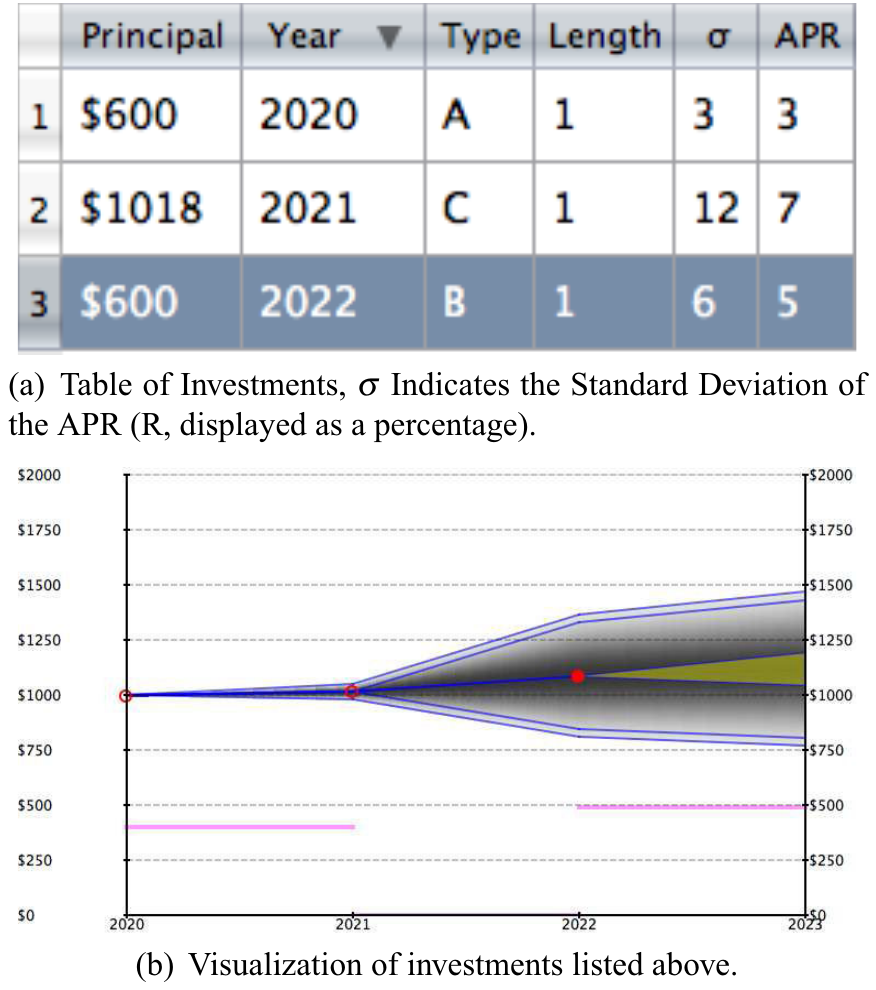 Principal Year ▼ Type Length σ APR
1 $600 2020 A 1 3 3
2 $1018 2021 C 1 12 7
3 $600 2022 B 1 6 5
(a) Table of Investments, σ Indicates the Standard Deviation of
the APR (R, displayed as a percentage).
$2000 $2000
$1750 $1750
$1500 $1500
$1250 $1250
$1000 $1000
$750 $750
$500 $500
$250 $250
$0 $0
2020 2021 2022 2023
(b) Visualization of investments listed above.